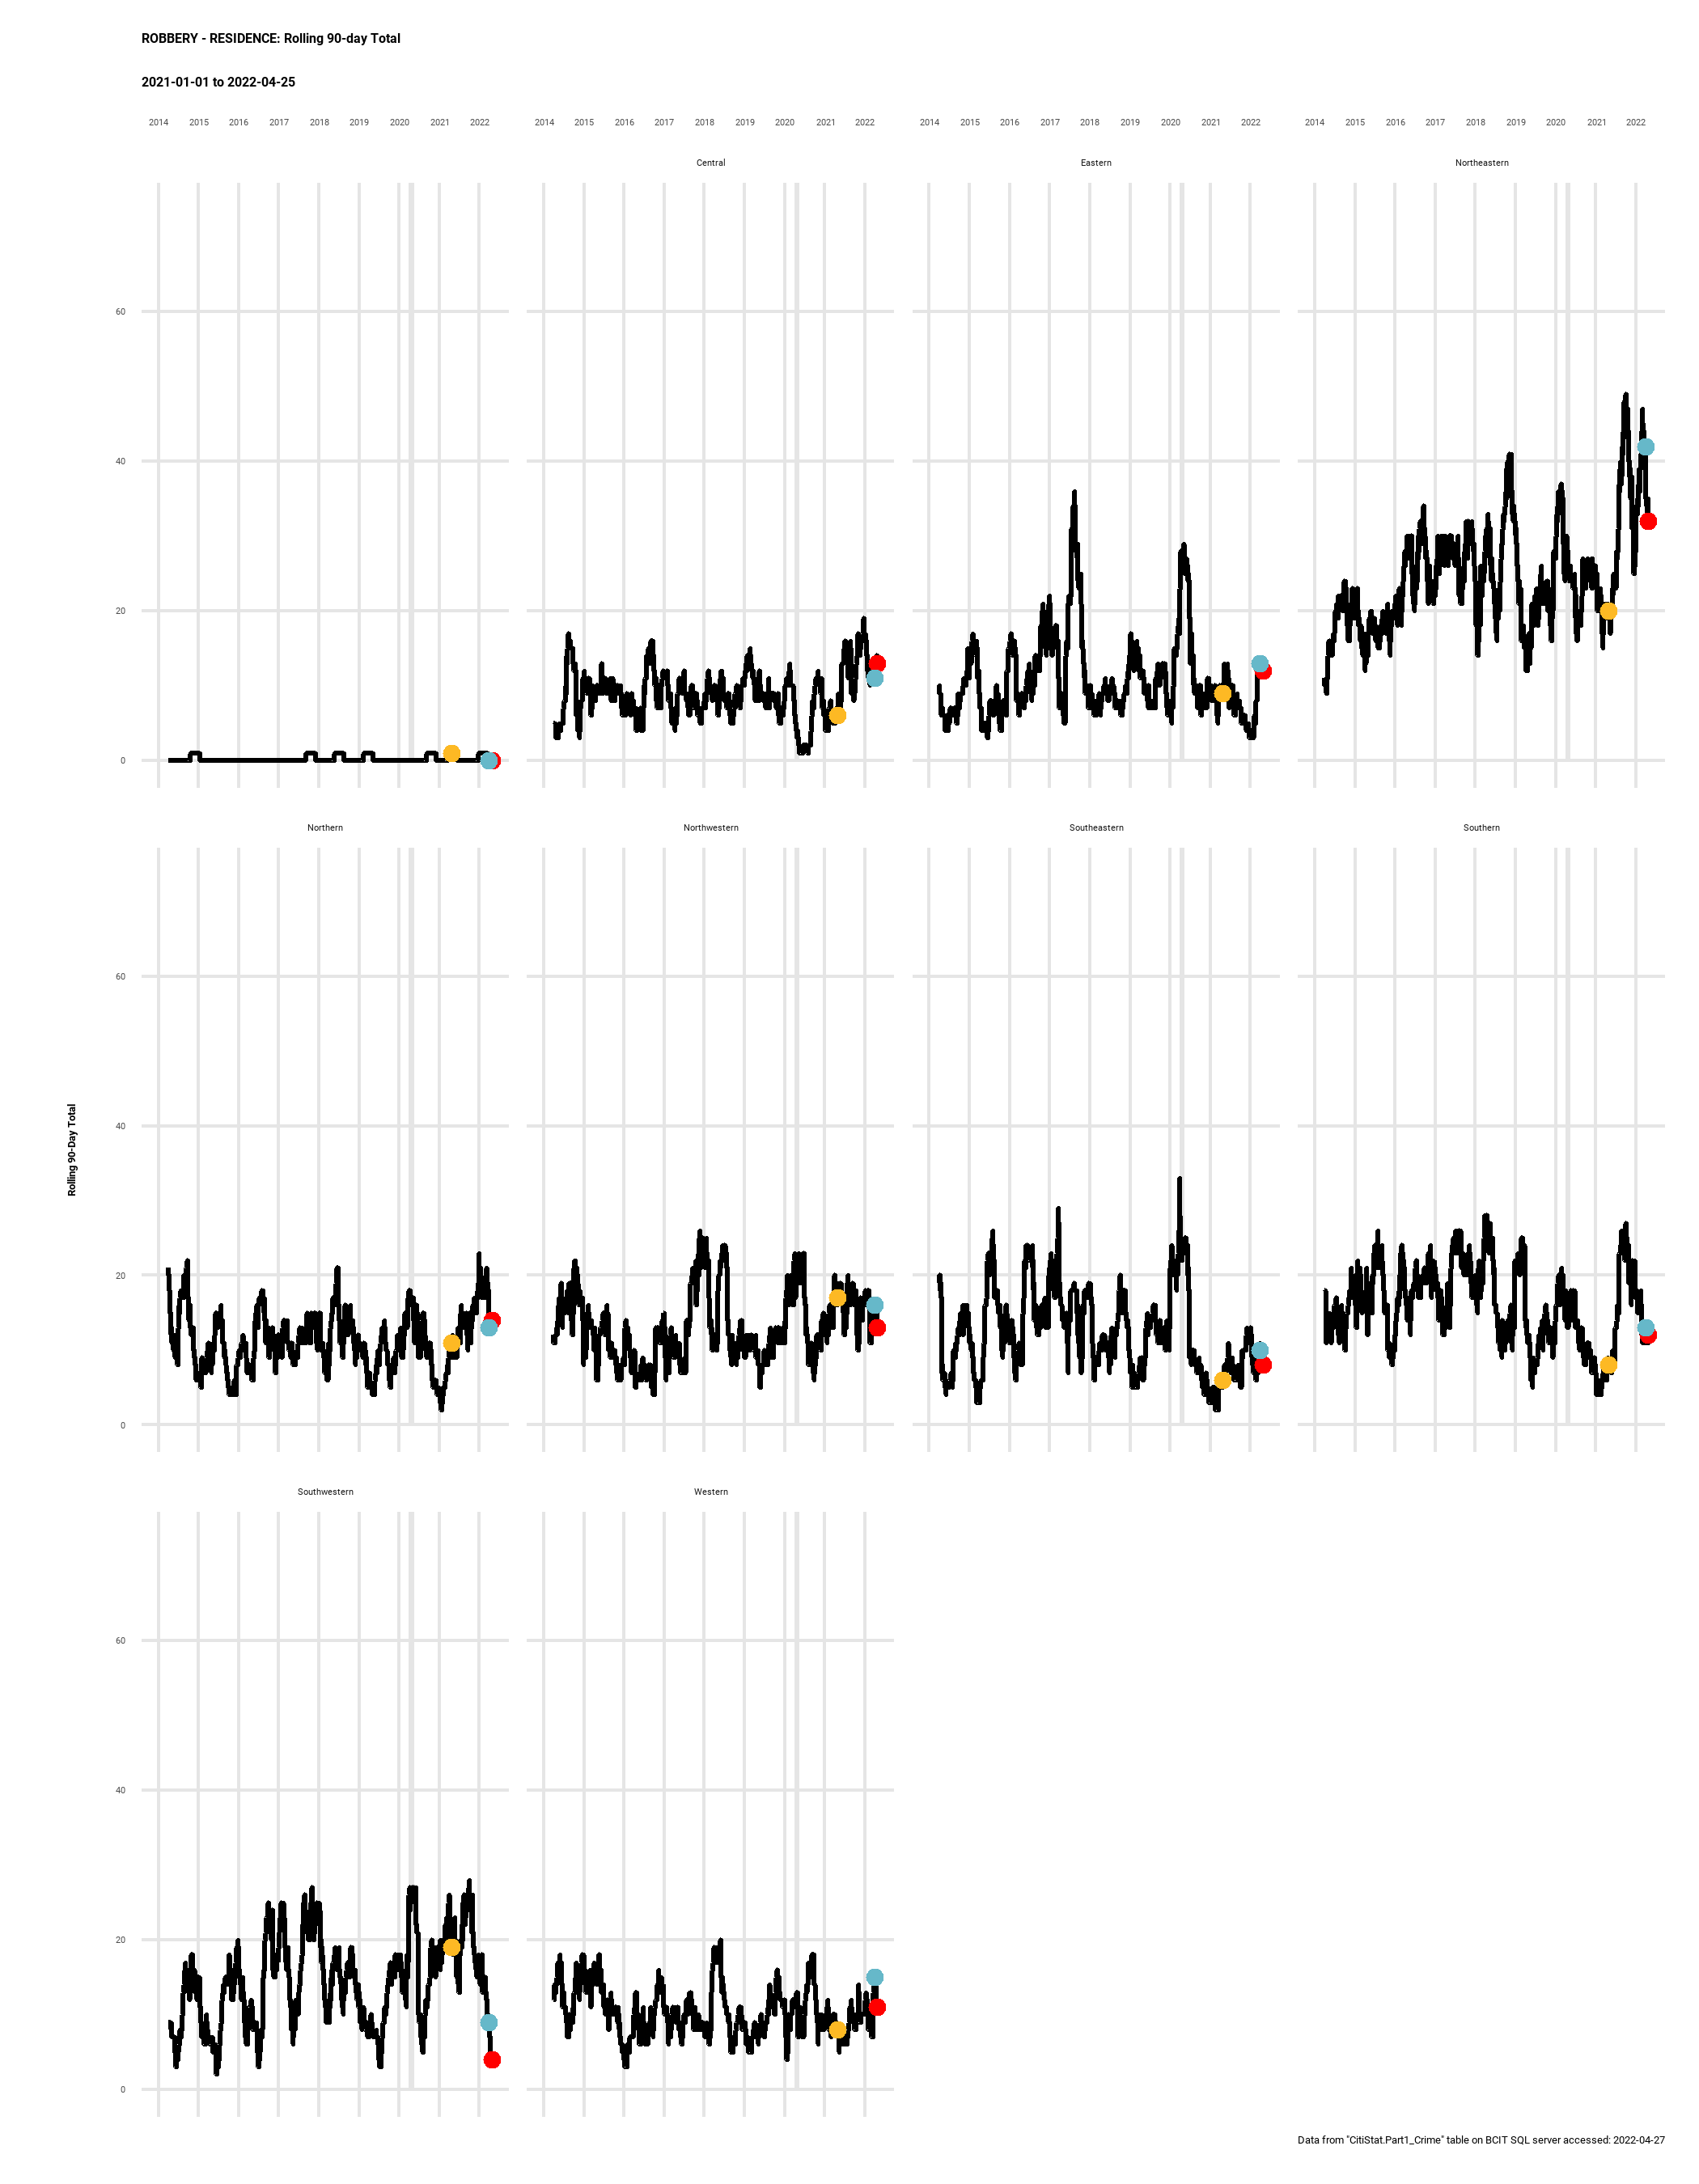 ROBBERY - RESIDENCE: Rolling 90-day Total
2021-01-01 to 2022-04-25
2014 2015 2016 2017 2018 2019 2020 2021 2022 2014 2015 2016 2017 2018 2019 2020 2021 2022 2014 2015 2016 2017 2018 2019 2020 2021 2022 2014 2015 2016 2017 2018 2019 2020 2021 2022
Central Eastern Northeastern
60
40
20
0
Northern Northwestern Southeastern Southern
60
40
20
0
Rolling 90-Day Total
Southwestern Western
60
40
20
0
Data from "CitiStat.Part1_Crime" table on BCIT SQL server accessed: 2022-04-27